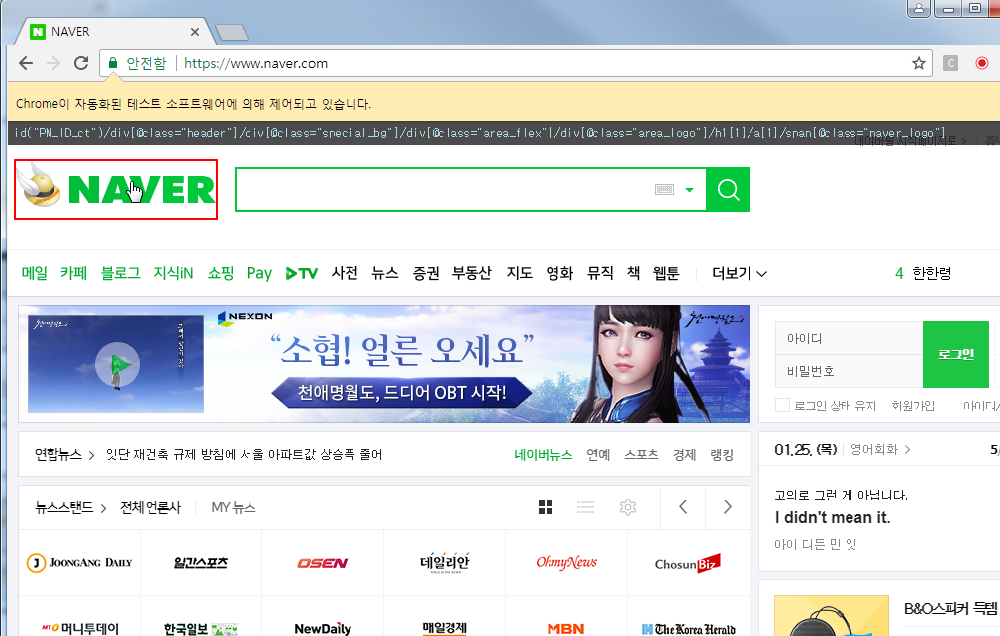 NAVER
안전함 https://www.naver.com
C
Chrome이 자동화된 테스트 소프트웨어에 의해 제어되고 있습니다.
id("PM_ID_ct")/div[@class="header"]/div[@class="special_bg"]/div[@class="area_flex"]/div[@class="area_logo"]/h1[1]/a[1]/span[@class="naver_logo"]
NAVER
메일 카페 블로그 지식iN 쇼핑 Pay TV 사전 뉴스 증권 부동산 지도 영화 뮤직 책 웹툰 더보기 4 한한령
NEXON
천애명월도
"소협! 얼른 오세요"
천애명월도, 드디어 OBT 시작!
아이디
비밀번호
로그인
로그인 상태 유지 회원가입 아이디/
연합뉴스 > 잇단 재건축 규제 방침에 서울 아파트값 상승폭 줄어
네이버뉴스 연예 스포츠 경제 랭킹
01.25. (목) 영어회화 > 5/
뉴스스탠드 > 전체 언론사 MY 뉴스
고의로 그런 게 아닙니다.
I didn't mean it.
아이 디든 민 잇
JOONGANG DAILY 일간스포츠 OSEN 데일리안 OhmyNews ChosunBiz
MT 머니투데이 한국일보 NewDaily 매일경제 MBN The Korea Herald
B&O스피커 득템